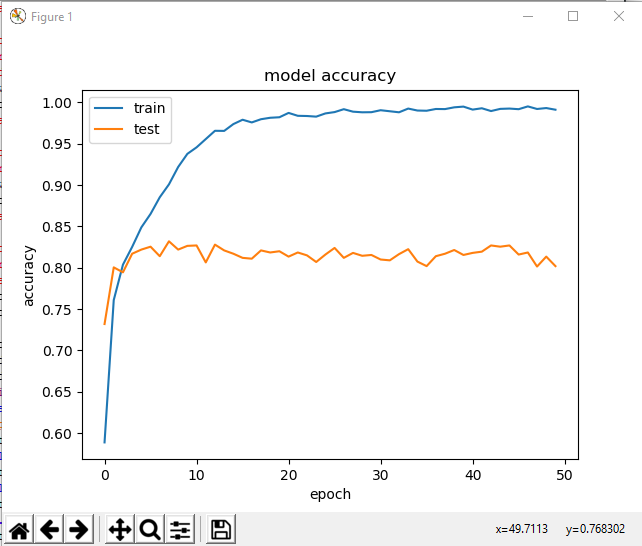 Figure 1
model accuracy
train
test
1.00
0.95
0.90
0.85
0.80
0.75
0.70
0.65
0.60
accuracy
0 10 20 30 40 50
epoch
x=49.7113 y=0.768302